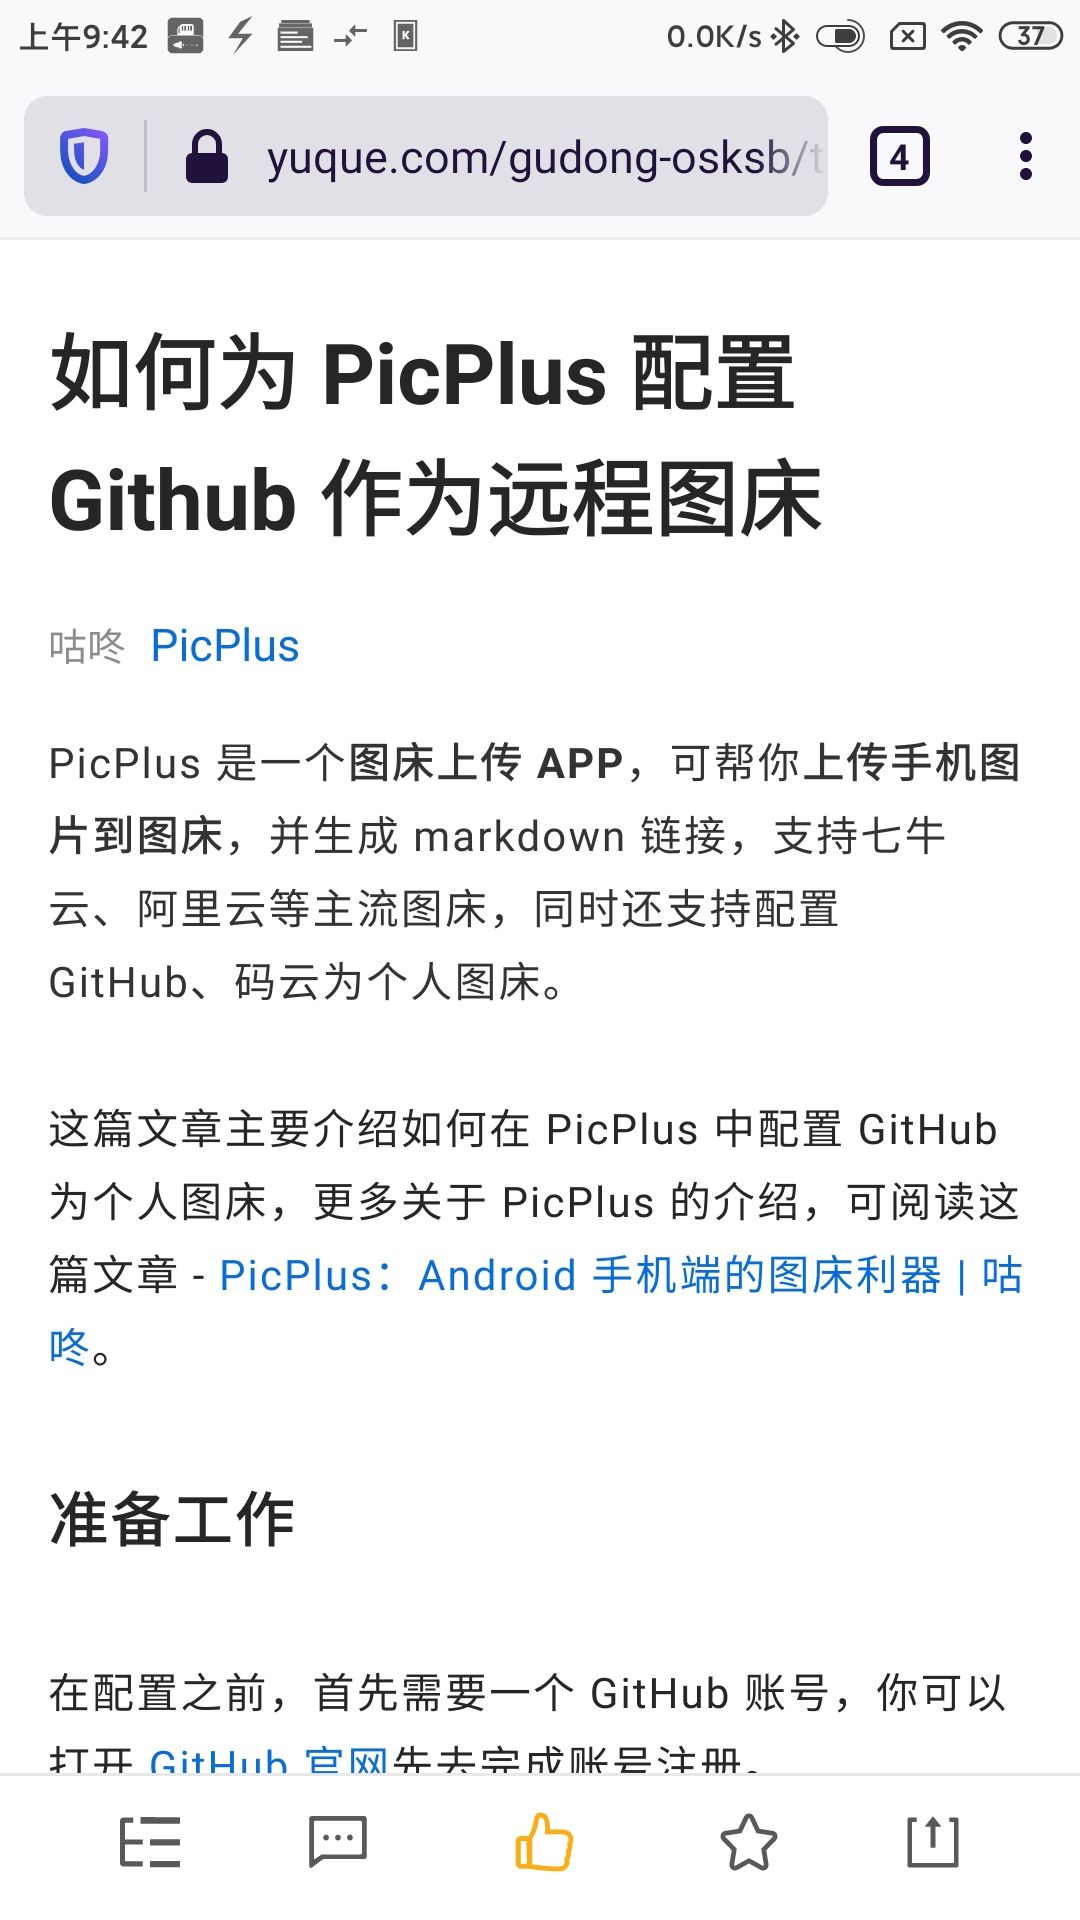 上午9:42
0.0K/s
37
yuque.com/gudong-osksb/t
4
如何为 PicPlus 配置
Github 作为远程图床
咕咚 PicPlus
PicPlus 是一个图床上传 APP，可帮你上传手机图
片到图床，并生成 markdown 链接，支持七牛
云、阿里云等主流图床，同时还支持配置
GitHub、码云为个人图床。
这篇文章主要介绍如何在 PicPlus 中配置 GitHub
为个人图床，更多关于 PicPlus 的介绍，可阅读这
篇文章 - PicPlus：Android 手机端的图床利器 | 咕
咚。
准备工作
在配置之前，首先需要一个 GitHub 账号，你可以
打开 GitHub 官网先去完成账号注册。